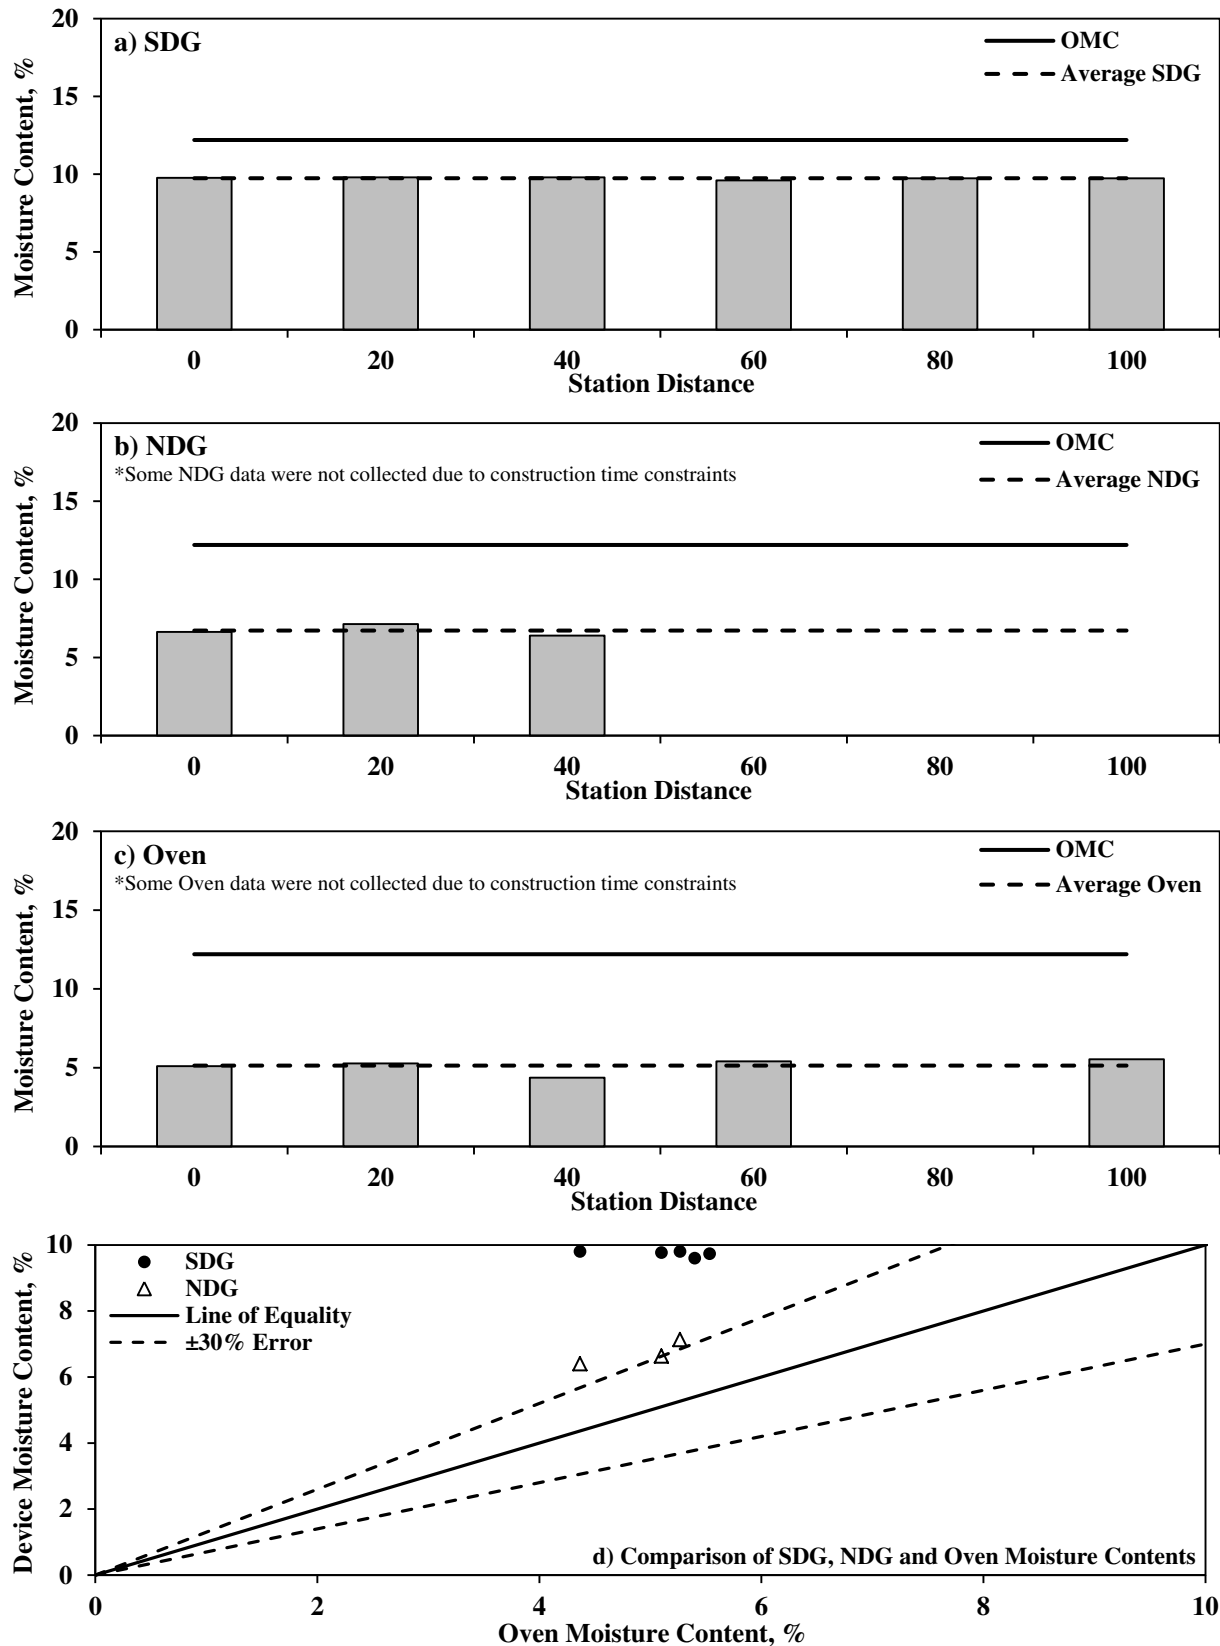 a) SDG
OMC
Average SDG
20
15
10
5
0
Moisture Content, %
0 20 40 60 80 100
Station Distance
b) NDG
*Some NDG data were not collected due to construction time constraints
OMC
Average NDG
20
15
10
5
0
Moisture Content, %
0 20 40 60 80 100
Station Distance
c) Oven
*Some Oven data were not collected due to construction time constraints
OMC
Average Oven
20
15
10
5
0
Moisture Content, %
0 20 40 60 80 100
Station Distance
SDG
NDG
Line of Equality
±30% Error
10
8
6
4
2
0
Device Moisture Content, %
d) Comparison of SDG, NDG and Oven Moisture Contents
0 2 4 6 8 10
Oven Moisture Content, %